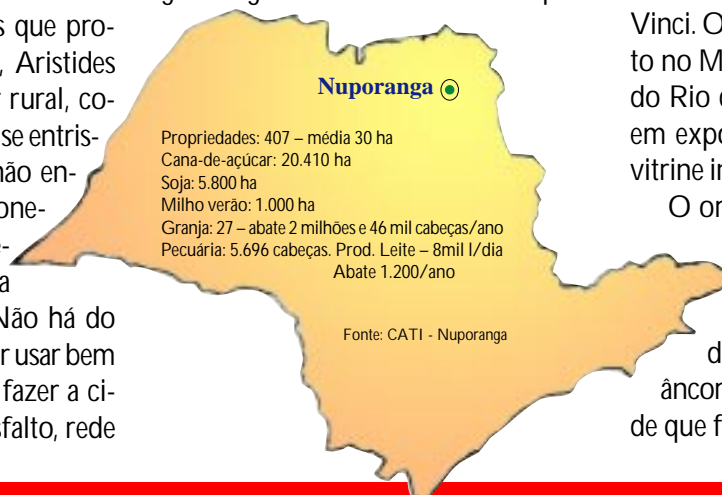 s que pro-
, Aristides
r rural, co-
se entris-
não en-
one-
a
Não há do
r usar bem
fazer a ci-
sfalto, rede
Nuporanga
Propriedades: 407 – média 30 ha
Cana-de-açúcar: 20.410 ha
Soja: 5.800 ha
Milho verão: 1.000 ha
Granja: 27 – abate 2 milhões e 46 mil cabeças/ano
Pecuária: 5.696 cabeças. Prod. Leite – 8mil l/dia
Abate 1.200/ano
Fonte: CATI - Nuporanga
Vinci. O
to no M
do Rio
em expo
vitrine in
O or
d
âncor
de que f